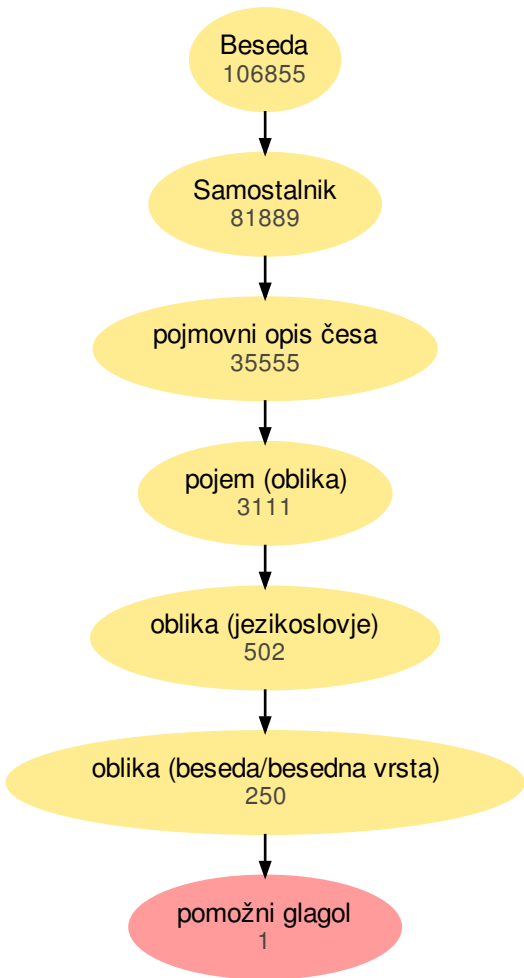 Beseda
106855
Samostalnik
81889
pojmovni opis česa
35555
pojem (oblika)
3111
oblika (jezikoslovje)
502
oblika (beseda/besedna vrsta)
250
pomožni glagol
1